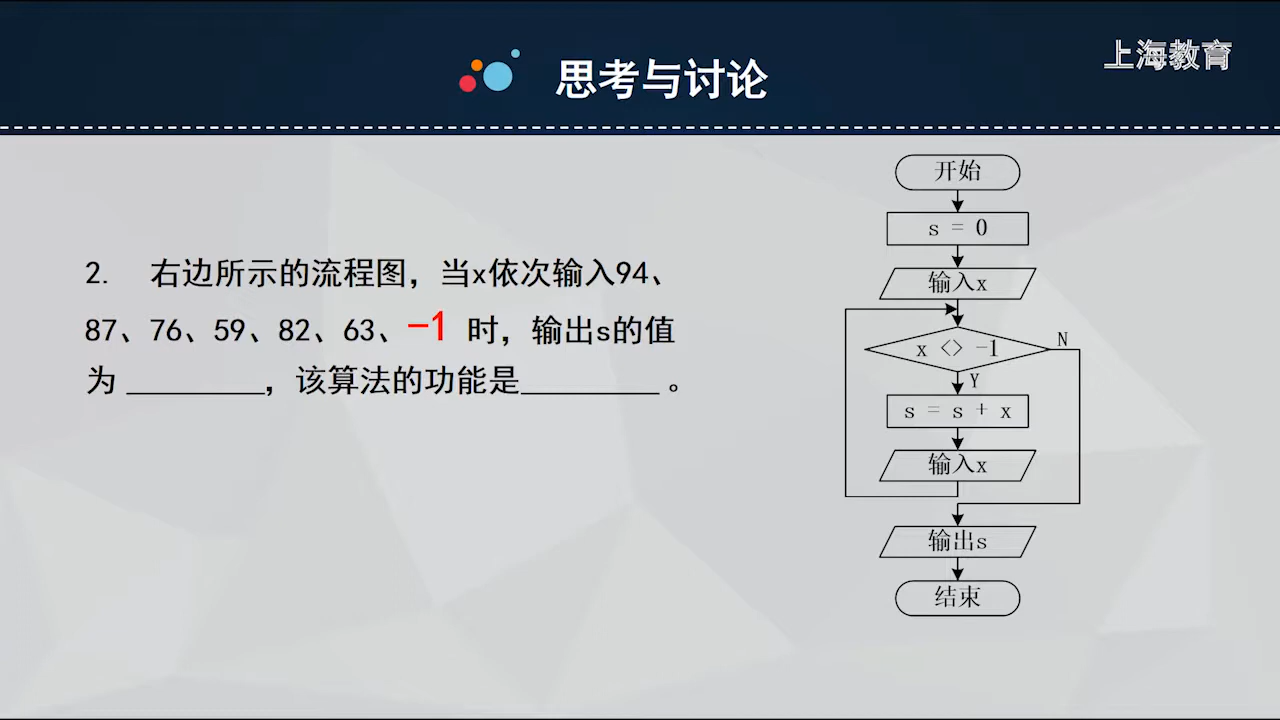 上海教育
思考与讨论
2. 右边所示的流程图，当x依次输入94、
87、76、59、82、63、-1 时，输出s的值
为 ________，该算法的功能是________ 。
开始
s = 0
输入x
x <> -1
N
Y
s = s + x
输入x
输出s
结束